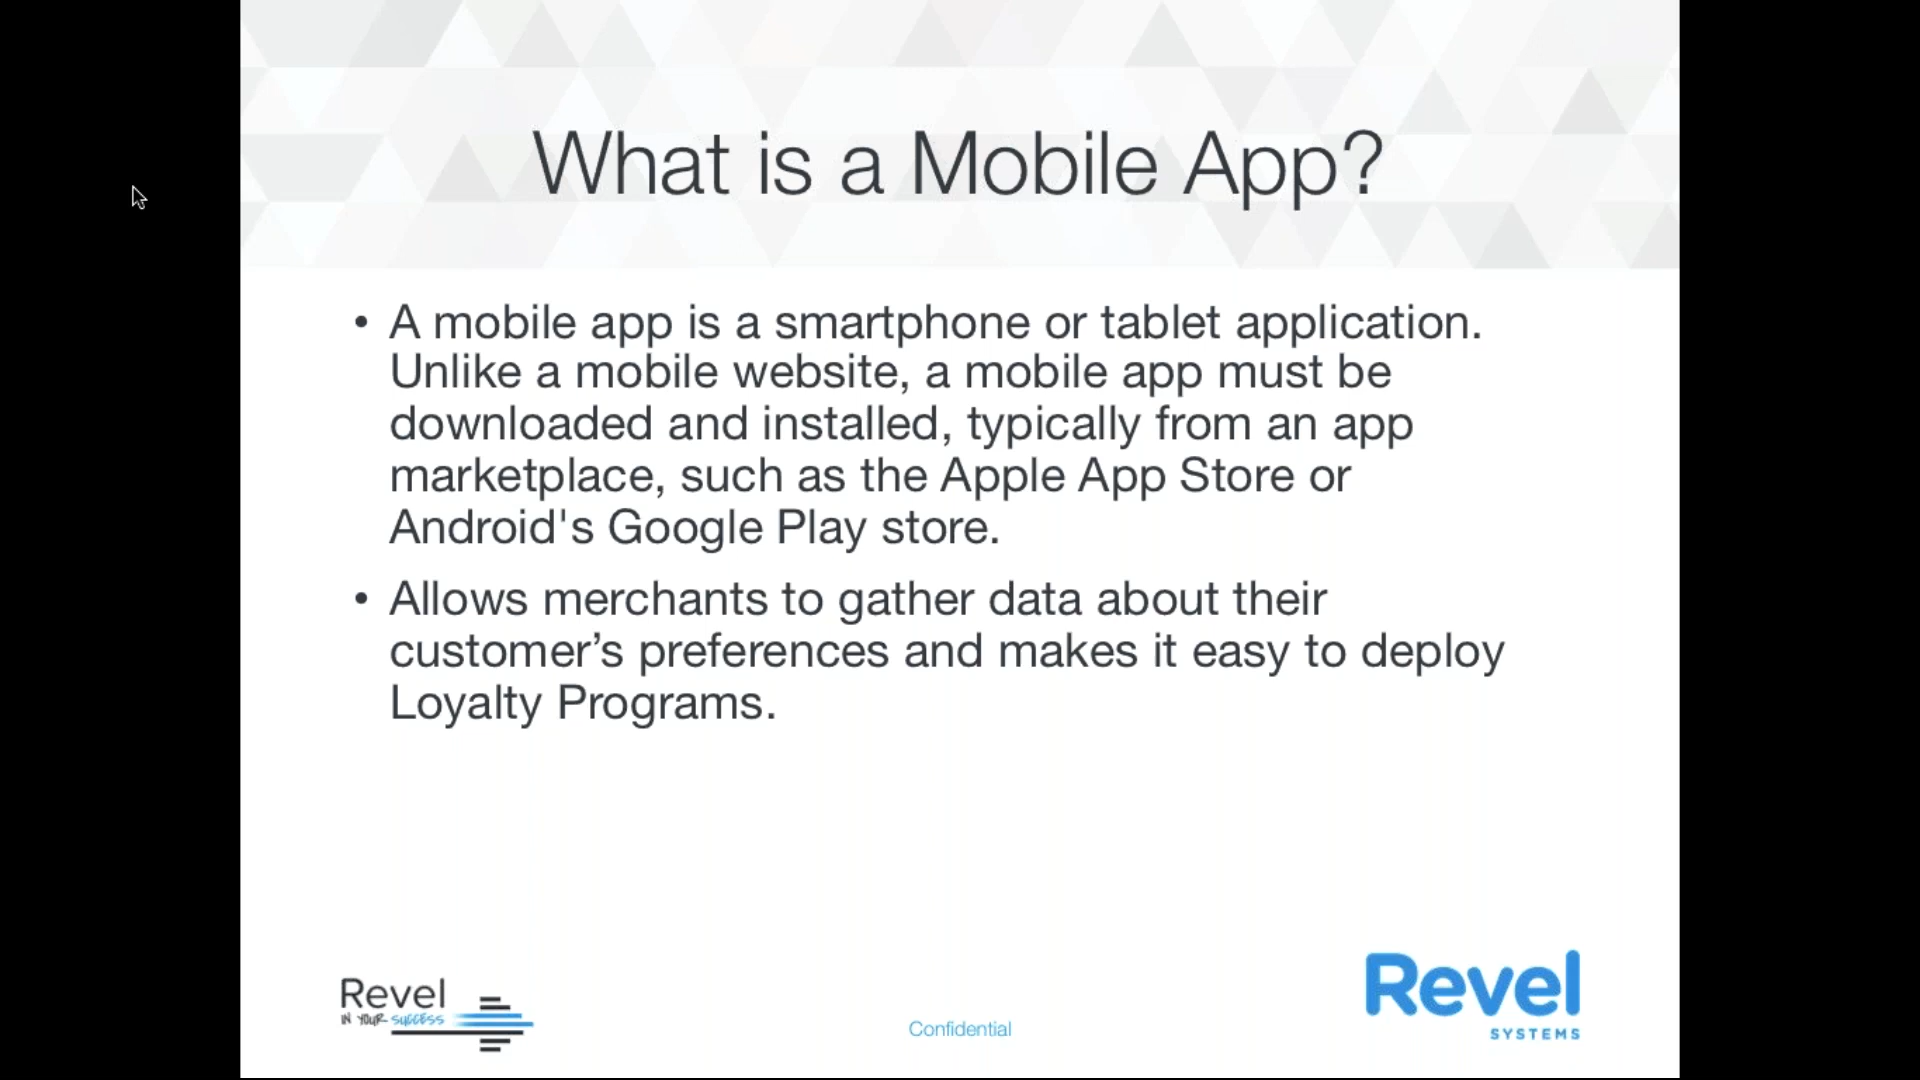 What is a Mobile App?
• A mobile app is a smartphone or tablet application.
Unlike a mobile website, a mobile app must be
downloaded and installed, typically from an app
marketplace, such as the Apple App Store or
Android's Google Play store.
• Allows merchants to gather data about their
customer’s preferences and makes it easy to deploy
Loyalty Programs.
Revel
IN YOUR SUCCESS
Confidential
Revel
SYSTEMS